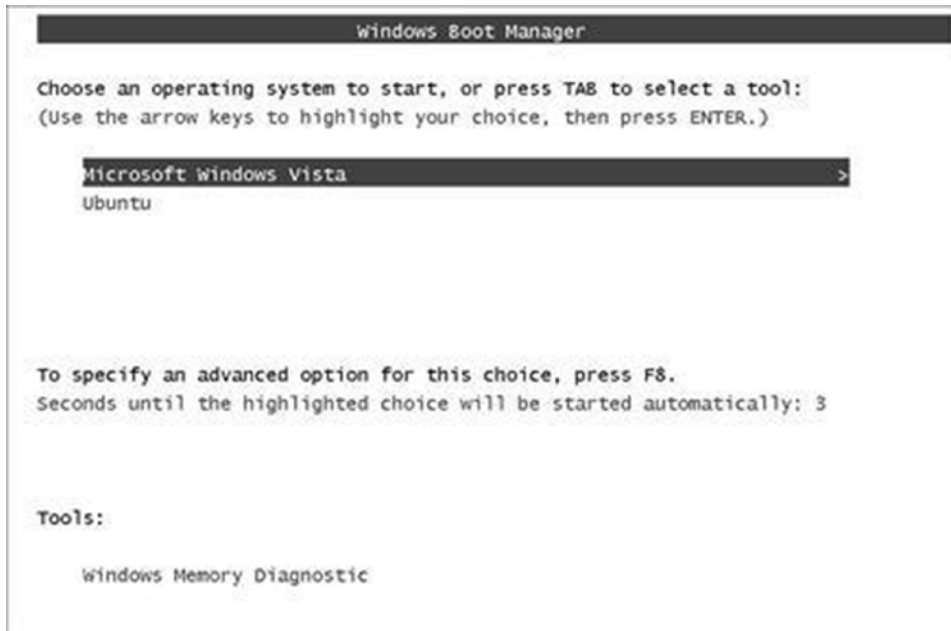 Windows Boot Manager
Choose an operating system to start, or press TAB to select a tool:
(Use the arrow keys to highlight your choice, then press ENTER.)
Microsoft Windows Vista >
Ubuntu
To specify an advanced option for this choice, press F8.
Seconds until the highlighted choice will be started automatically: 3
Tools:
Windows Memory Diagnostic